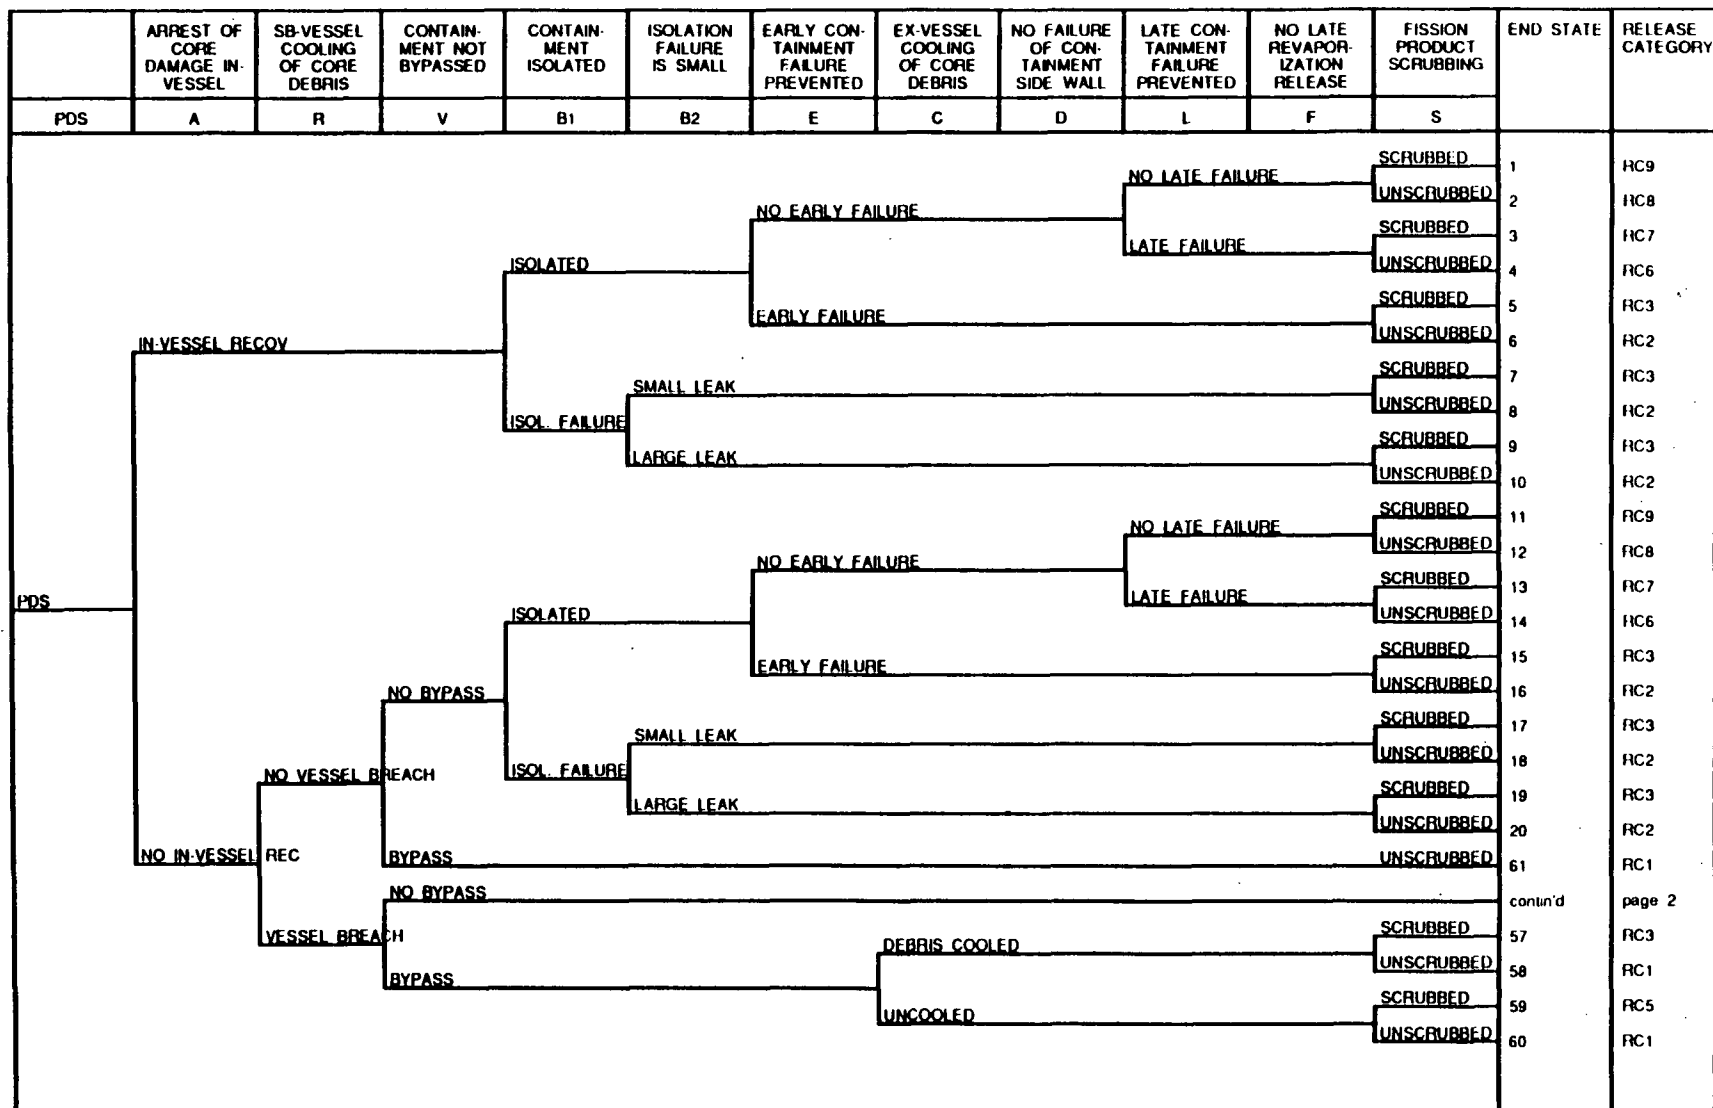 ARREST OF
CORE
DAMAGE IN-
VESSEL
SB-VESSEL
COOLING
OF CORE
DEBRIS
CONTAIN-
MENT NOT
BYPASSED
CONTAIN-
MENT
ISOLATED
ISOLATION
FAILURE
IS SMALL
EARLY CON-
TAINMENT
FAILURE
PREVENTED
EX-VESSEL
COOLING
OF CORE
DEBRIS
NO FAILURE
OF CON-
TAINMENT
SIDE WALL
LATE CON-
TAINMENT
FAILURE
PREVENTED
NO LATE
REVAPOR-
IZATION
RELEASE
FISSION
PRODUCT
SCRUBBING
END STATE
RELEASE
CATEGORY
PDS A R V B1 B2 E C D L F S
SCRUBBED 1 RC9
NO LATE FAILURE
UNSCRUBBED 2 RC8
NO EARLY FAILURE
SCRUBBED 3 RC7
LATE FAILURE
UNSCRUBBED 4 RC6
ISOLATED
SCRUBBED 5 RC3
EARLY FAILURE
UNSCRUBBED 6 RC2
IN-VESSEL RECOV
SCRUBBED 7 RC3
SMALL LEAK
UNSCRUBBED 8 RC2
ISOL. FAILURE
SCRUBBED 9 RC3
LARGE LEAK
UNSCRUBBED 10 RC2
SCRUBBED 11 RC9
NO LATE FAILURE
UNSCRUBBED 12 RC8
NO EARLY FAILURE
SCRUBBED 13 RC7
LATE FAILURE
PDS
UNSCRUBBED 14 RC6
ISOLATED
SCRUBBED 15 RC3
EARLY FAILURE
UNSCRUBBED 16 RC2
NO BYPASS
SCRUBBED 17 RC3
SMALL LEAK
UNSCRUBBED 18 RC2
ISOL. FAILURE
NO VESSEL BREACH
SCRUBBED 19 RC3
LARGE LEAK
UNSCRUBBED 20 RC2
NO IN-VESSEL REC
BYPASS
UNSCRUBBED 61 RC1
NO BYPASS
contin'd page 2
VESSEL BREACH
SCRUBBED 57 RC3
DEBRIS COOLED
UNSCRUBBED 58 RC1
BYPASS
SCRUBBED 59 RC5
UNCOOLED
UNSCRUBBED 60 RC1